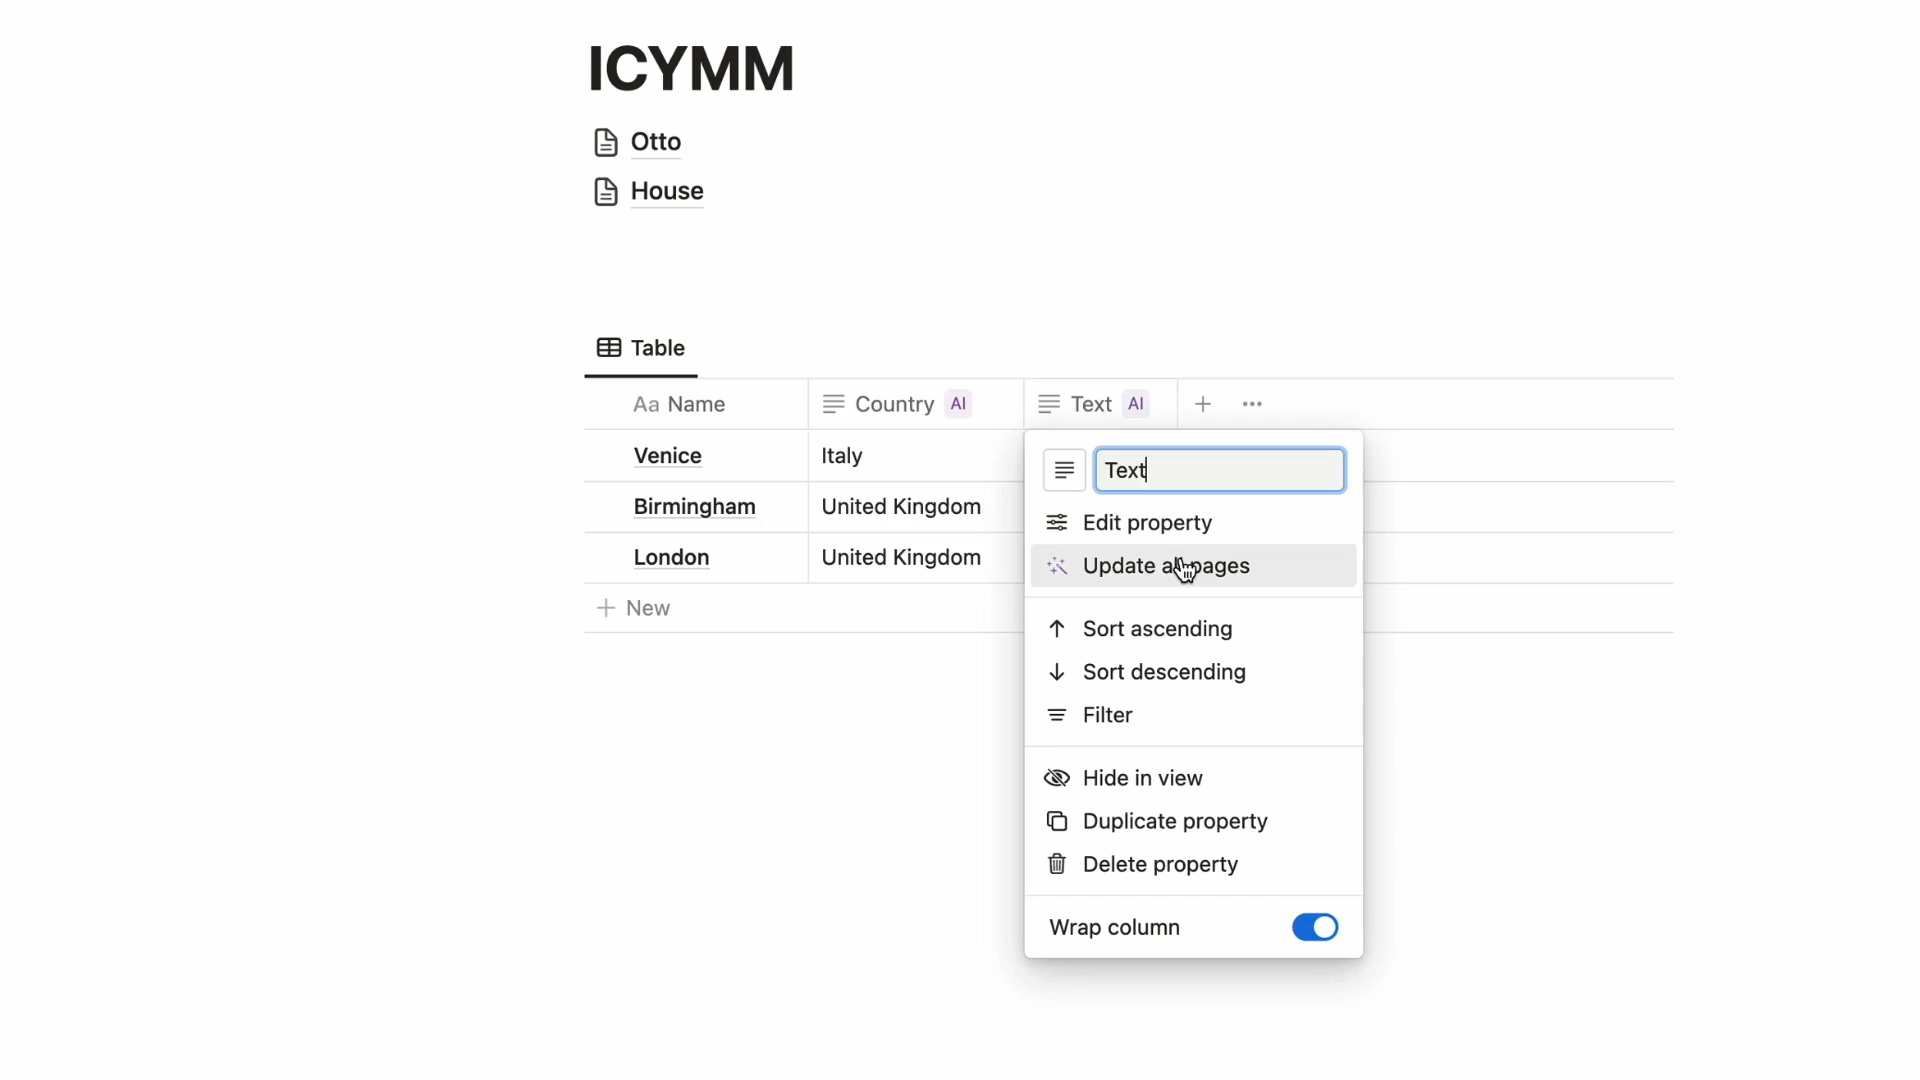 ICYMM
Otto
House
Table
Aa Name Country AI Text AI
Venice Italy
Birmingham United Kingdom
London United Kingdom
New
Text
Edit property
Update all pages
Sort ascending
Sort descending
Filter
Hide in view
Duplicate property
Delete property
Wrap column